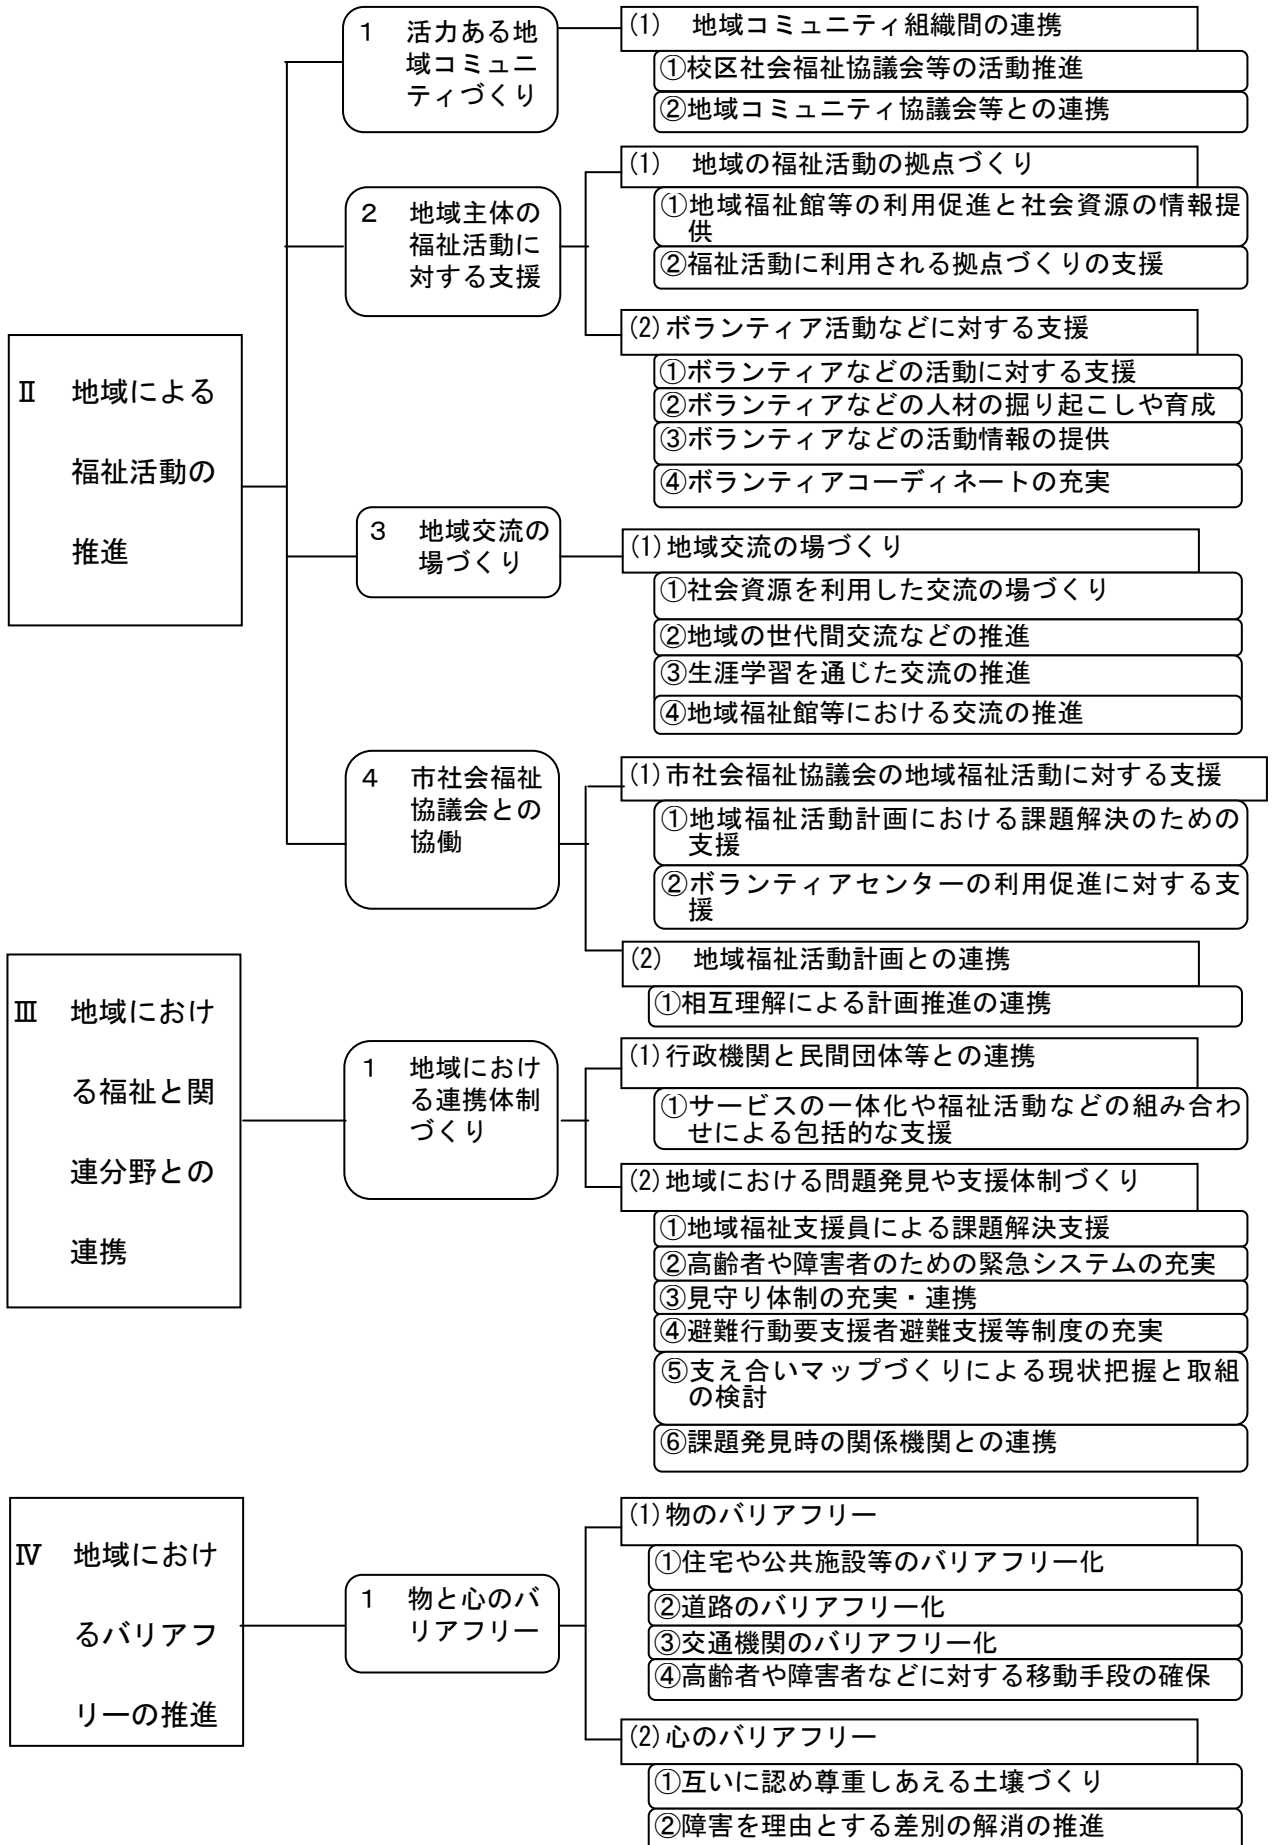 1　活力ある地
域コミュニ
ティづくり
(1)　地域コミュニティ組織間の連携
①校区社会福祉協議会等の活動推進
②地域コミュニティ協議会等との連携
2　地域主体の
福祉活動に
対する支援
(1)　地域の福祉活動の拠点づくり
①地域福祉館等の利用促進と社会資源の情報提
供
②福祉活動に利用される拠点づくりの支援
(2)ボランティア活動などに対する支援
①ボランティアなどの活動に対する支援
②ボランティアなどの人材の掘り起こしや育成
③ボランティアなどの活動情報の提供
④ボランティアコーディネートの充実
Ⅱ　地域による
福祉活動の
推進
3　地域交流の
場づくり
(1)地域交流の場づくり
①社会資源を利用した交流の場づくり
②地域の世代間交流などの推進
③生涯学習を通じた交流の推進
④地域福祉館等における交流の推進
4　市社会福祉
協議会との
協働
(1)市社会福祉協議会の地域福祉活動に対する支援
①地域福祉活動計画における課題解決のための
支援
②ボランティアセンターの利用促進に対する支
援
(2)　地域福祉活動計画との連携
①相互理解による計画推進の連携
Ⅲ　地域におけ
る福祉と関
連分野との
連携
1　地域におけ
る連携体制
づくり
(1)行政機関と民間団体等との連携
①サービスの一体化や福祉活動などの組み合わ
せによる包括的な支援
(2)地域における問題発見や支援体制づくり
①地域福祉支援員による課題解決支援
②高齢者や障害者のための緊急システムの充実
③見守り体制の充実・連携
④避難行動要支援者避難支援等制度の充実
⑤支え合いマップづくりによる現状把握と取組
の検討
⑥課題発見時の関係機関との連携
Ⅳ　地域におけ
るバリアフ
リーの推進
1　物と心のバ
リアフリー
(1)物のバリアフリー
①住宅や公共施設等のバリアフリー化
②道路のバリアフリー化
③交通機関のバリアフリー化
④高齢者や障害者などに対する移動手段の確保
(2)心のバリアフリー
①互いに認め尊重しあえる土壌づくり
②障害を理由とする差別の解消の推進